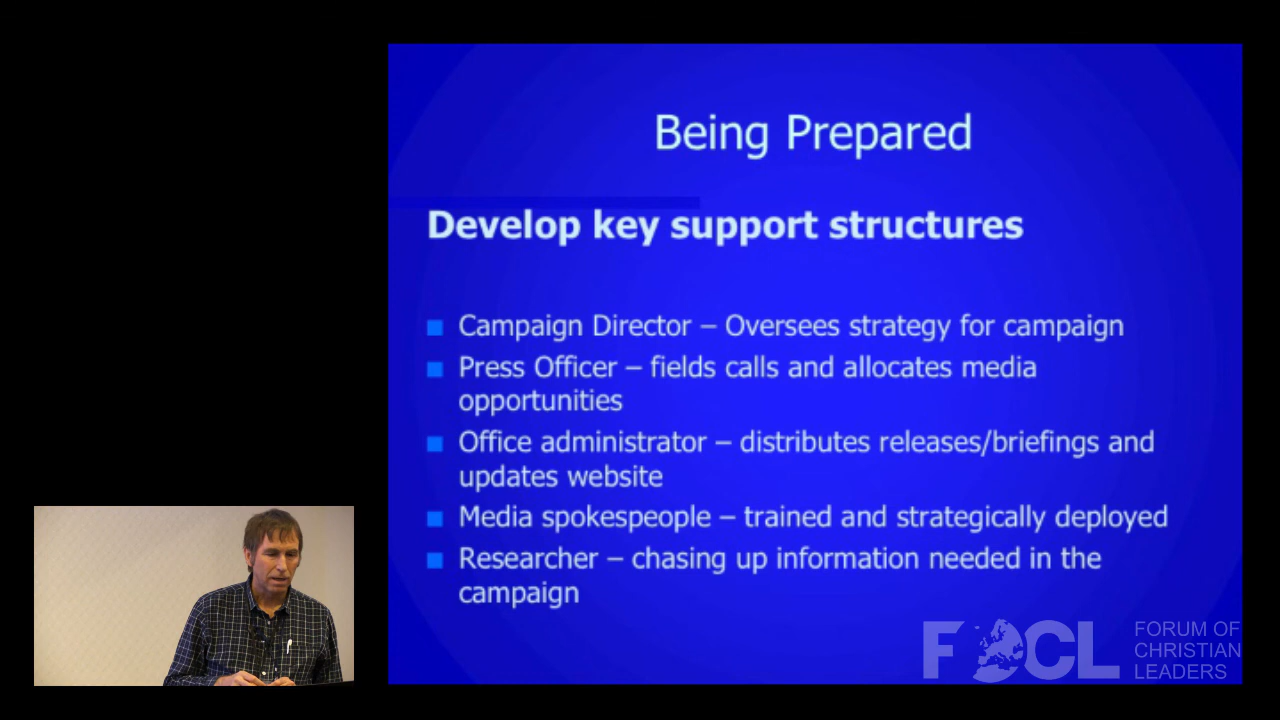 Being Prepared
Develop key support structures
Campaign Director – Oversees strategy for campaign
Press Officer – fields calls and allocates media
opportunities
Office administrator – distributes releases/briefings and
updates website
Media spokespeople – trained and strategically deployed
Researcher – chasing up information needed in the
campaign
FOCL
FORUM OF
CHRISTIAN
LEADERS